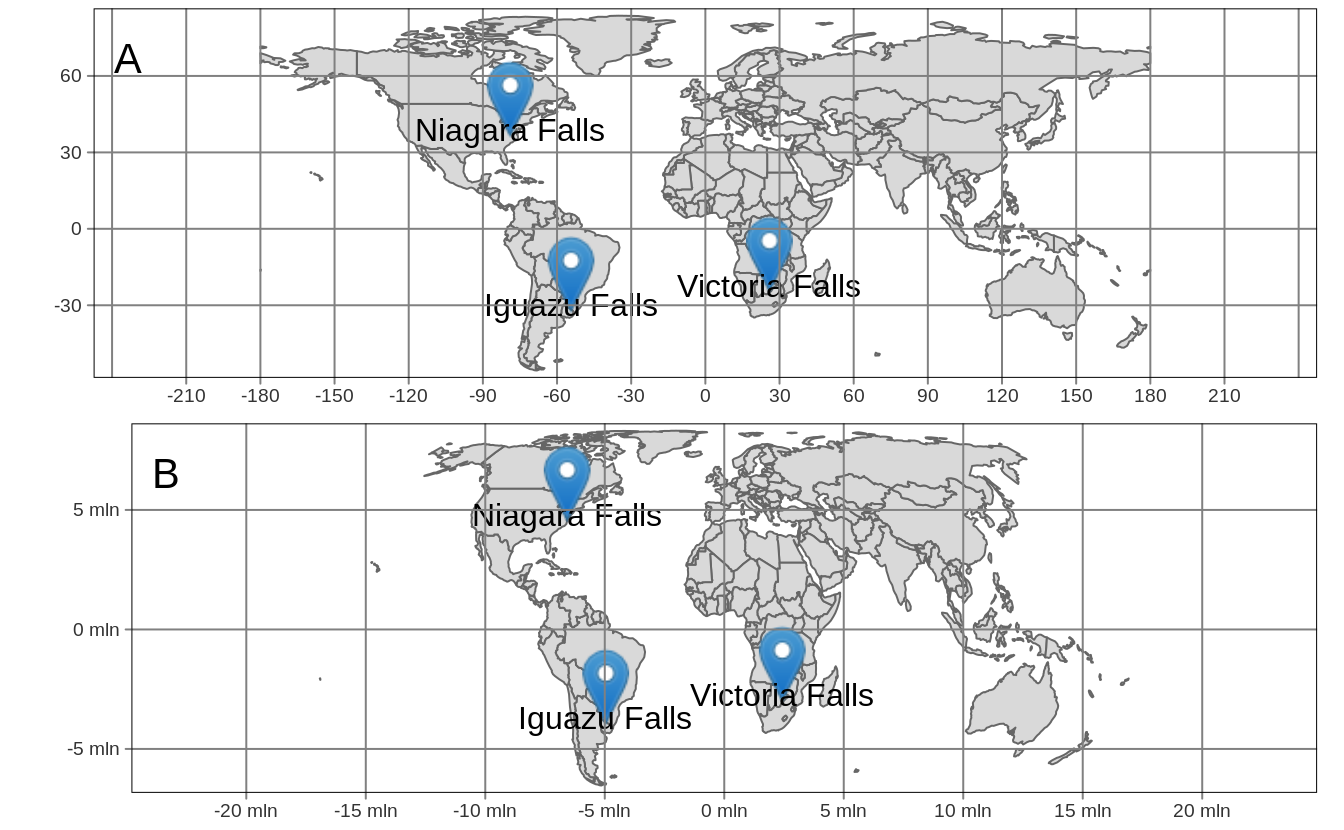 A
60
30
0
-30
Niagara Falls
Iguazu Falls
Victoria Falls
-210 -180 -150 -120 -90 -60 -30 0 30 60 90 120 150 180 210
B
5 mln
0 mln
-5 mln
Niagara Falls
Victoria Falls
Iguazu Falls
-20 mln -15 mln -10 mln -5 mln 0 mln 5 mln 10 mln 15 mln 20 mln